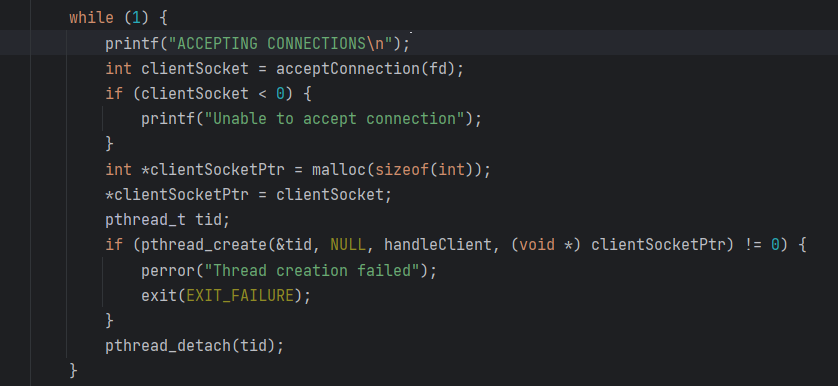 while (1) {
printf("ACCEPTING CONNECTIONS\n");
int clientSocket = acceptConnection(fd);
if (clientSocket < 0) {
printf("Unable to accept connection");
}
int *clientSocketPtr = malloc(sizeof(int));
*clientSocketPtr = clientSocket;
pthread_t tid;
if (pthread_create(&tid, NULL, handleClient, (void *) clientSocketPtr) != 0) {
perror("Thread creation failed");
exit(EXIT_FAILURE);
}
pthread_detach(tid);
}